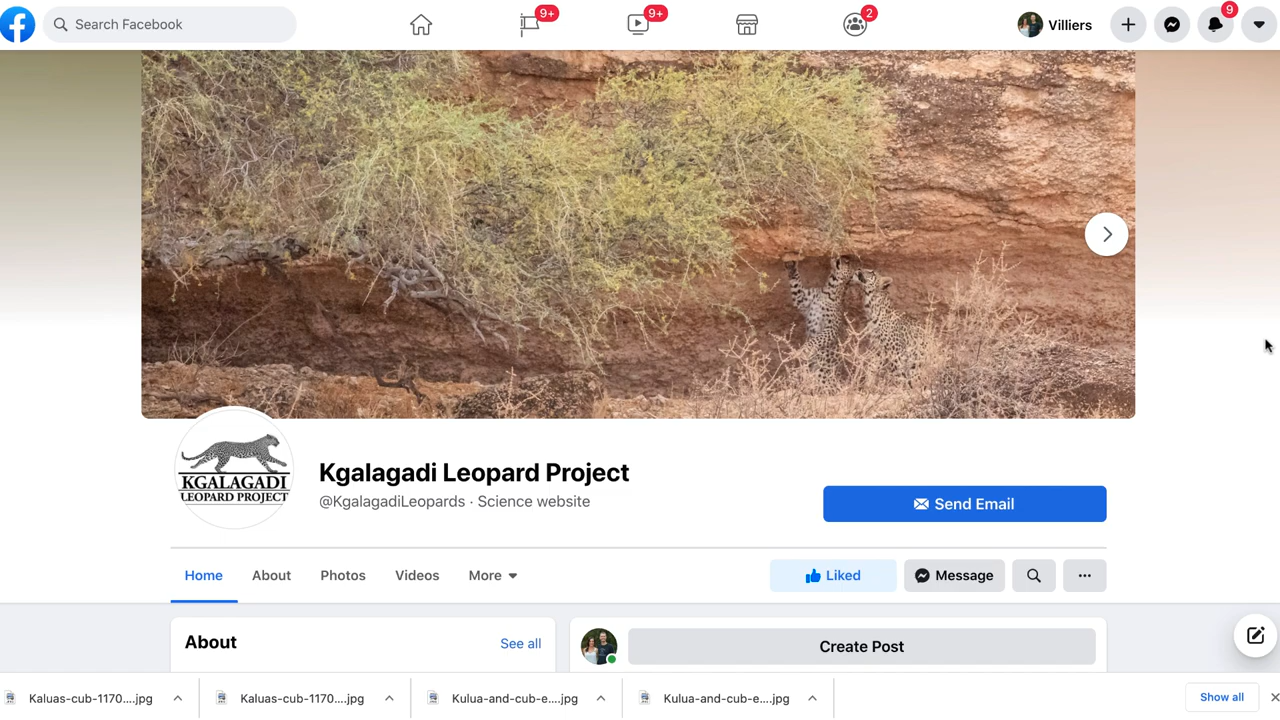 Search Facebook
9+
9+
2
Villiers
9
KGALAGADI
LEOPARD PROJECT
Kgalagadi Leopard Project
@KgalagadiLeopards · Science website
Send Email
Home
About
Photos
Videos
More
Liked
Message
About
See all
Create Post
Kaluas-cub-1170....jpg
Kaluas-cub-1170....jpg
Kulua-and-cub-e....jpg
Kulua-and-cub-e....jpg
Show all